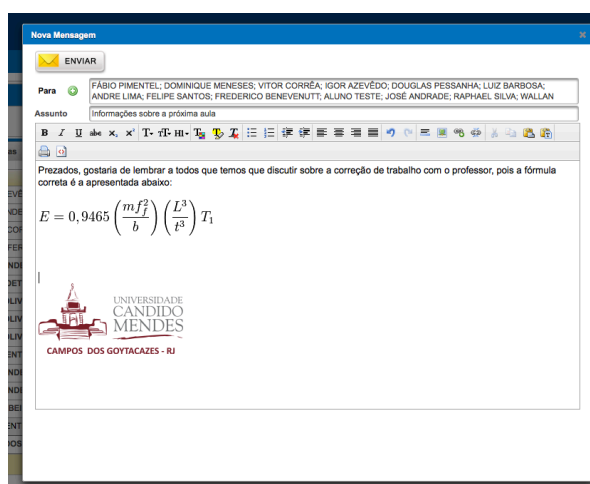 Nova Mensagem
ENVIAR
Para FÁBIO PIMENTEL; DOMINIQUE MENESES; VITOR CORRÊA; IGOR AZEVÊDO; DOUGLAS PESSANHA; LUIZ BARBOSA;
ANDRE LIMA; FELIPE SANTOS; FREDERICO BENEVENUTT; ALUNO TESTE; JOSÉ ANDRADE; RAPHAEL SILVA; WALLAN
Assunto Informações sobre a próxima aula
Prezados, gostaria de lembrar a todos que temos que discutir sobre a correção de trabalho com o professor, pois a fórmula
correta é a apresentada abaixo:
E = 0,9465 (mf_f^2/b) (L^3/t^3) T_1
UNIVERSIDADE
CANDIDO
MENDES
CAMPOS DOS GOYTACAZES - RJ